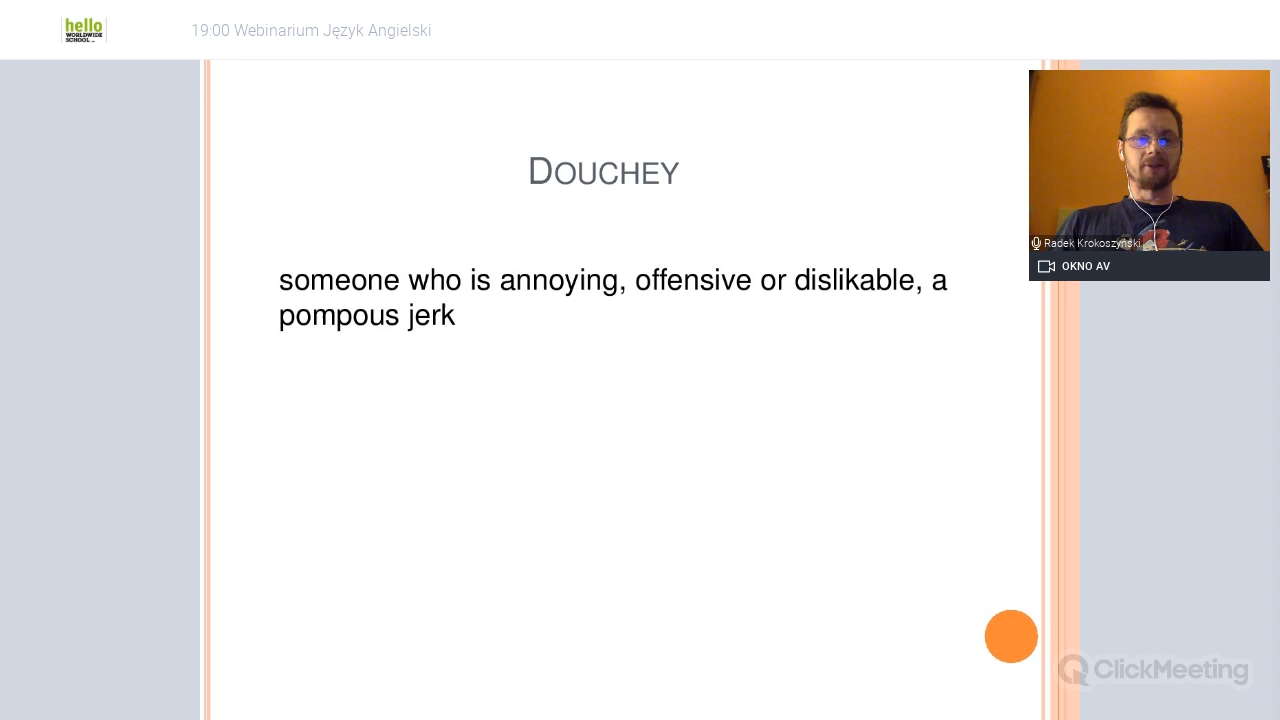 hello
WORLDWIDE
SCHOOL
19:00 Webinarium Język Angielski
DOUCHEY
someone who is annoying, offensive or dislikable, a
pompous jerk
Radek Krokoszyński
OKNO AV
ClickMeeting